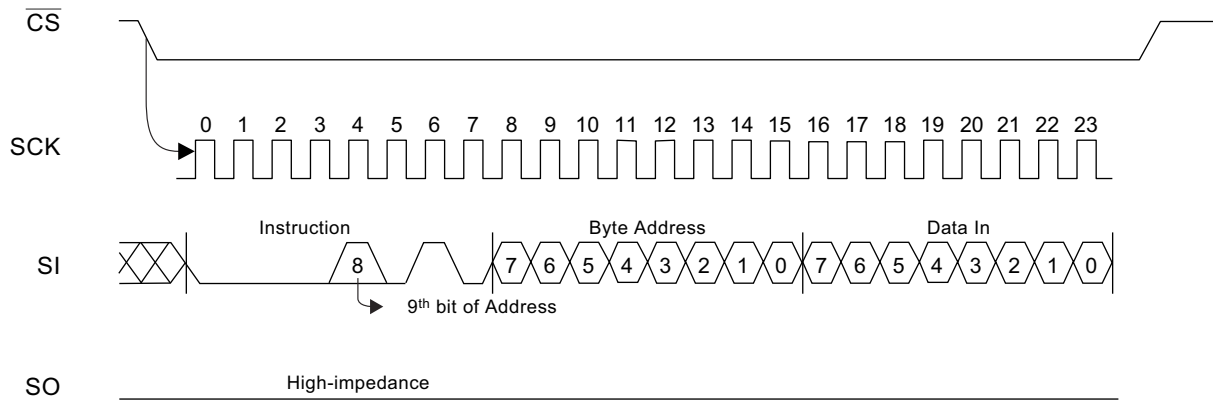 CS
0 1 2 3 4 5 6 7 8 9 10 11 12 13 14 15 16 17 18 19 20 21 22 23
SCK
Instruction Byte Address Data In
SI 8 7 6 5 4 3 2 1 0 7 6 5 4 3 2 1 0
9th bit of Address
High-impedance
SO